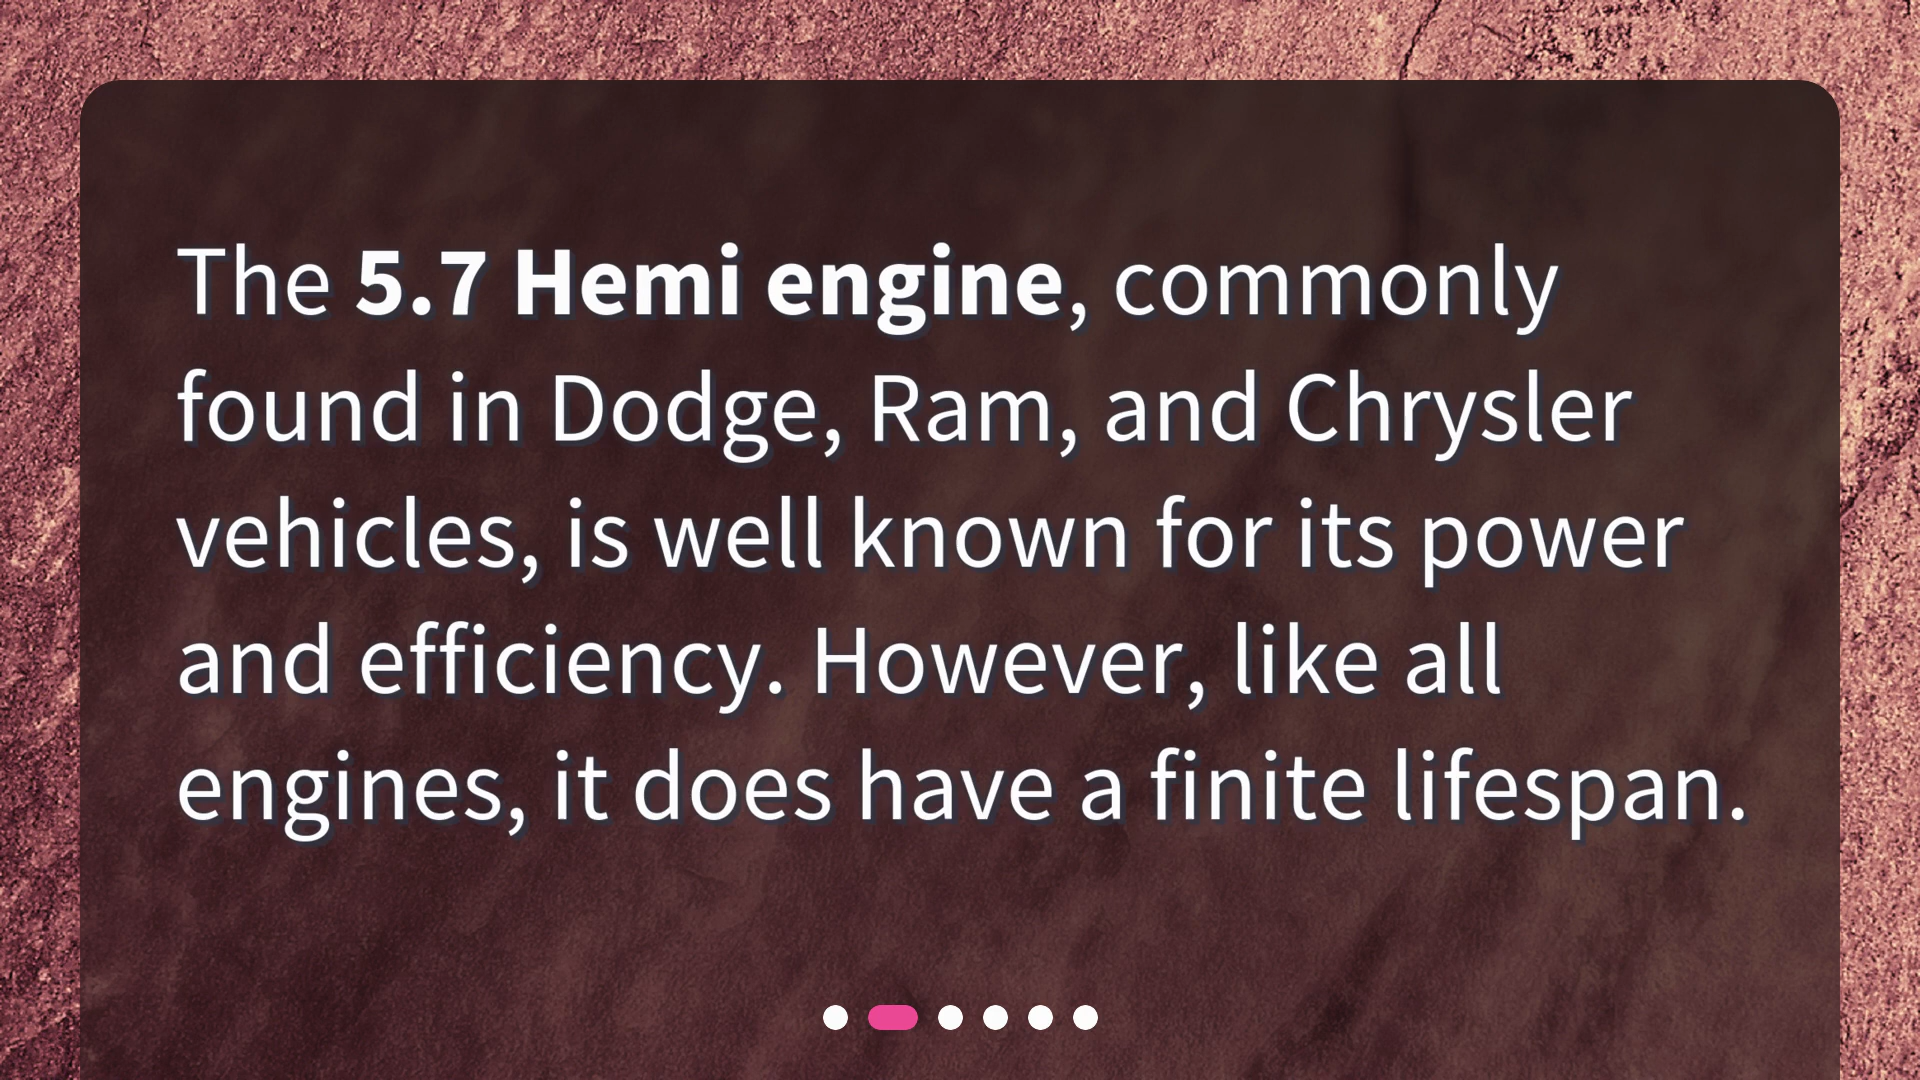 The 5.7 Hemi engine, commonly
found in Dodge, Ram, and Chrysler
vehicles, is well known for its power
and efficiency. However, like all
engines, it does have a finite lifespan.